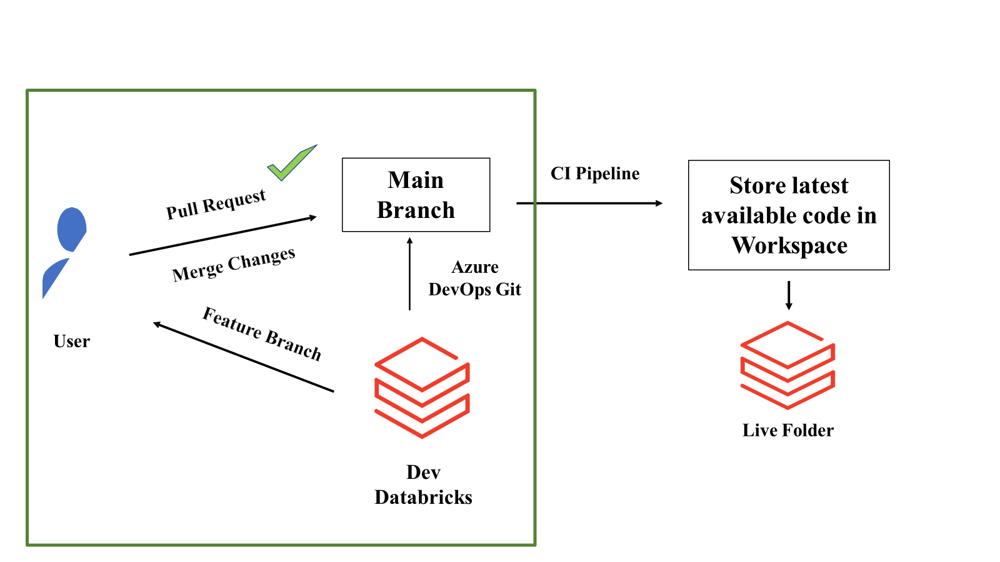 Pull Request
Merge Changes
Feature Branch
User
Main
Branch
Azure
DevOps Git
Dev
Databricks
CI Pipeline
Store latest
available code in
Workspace
Live Folder